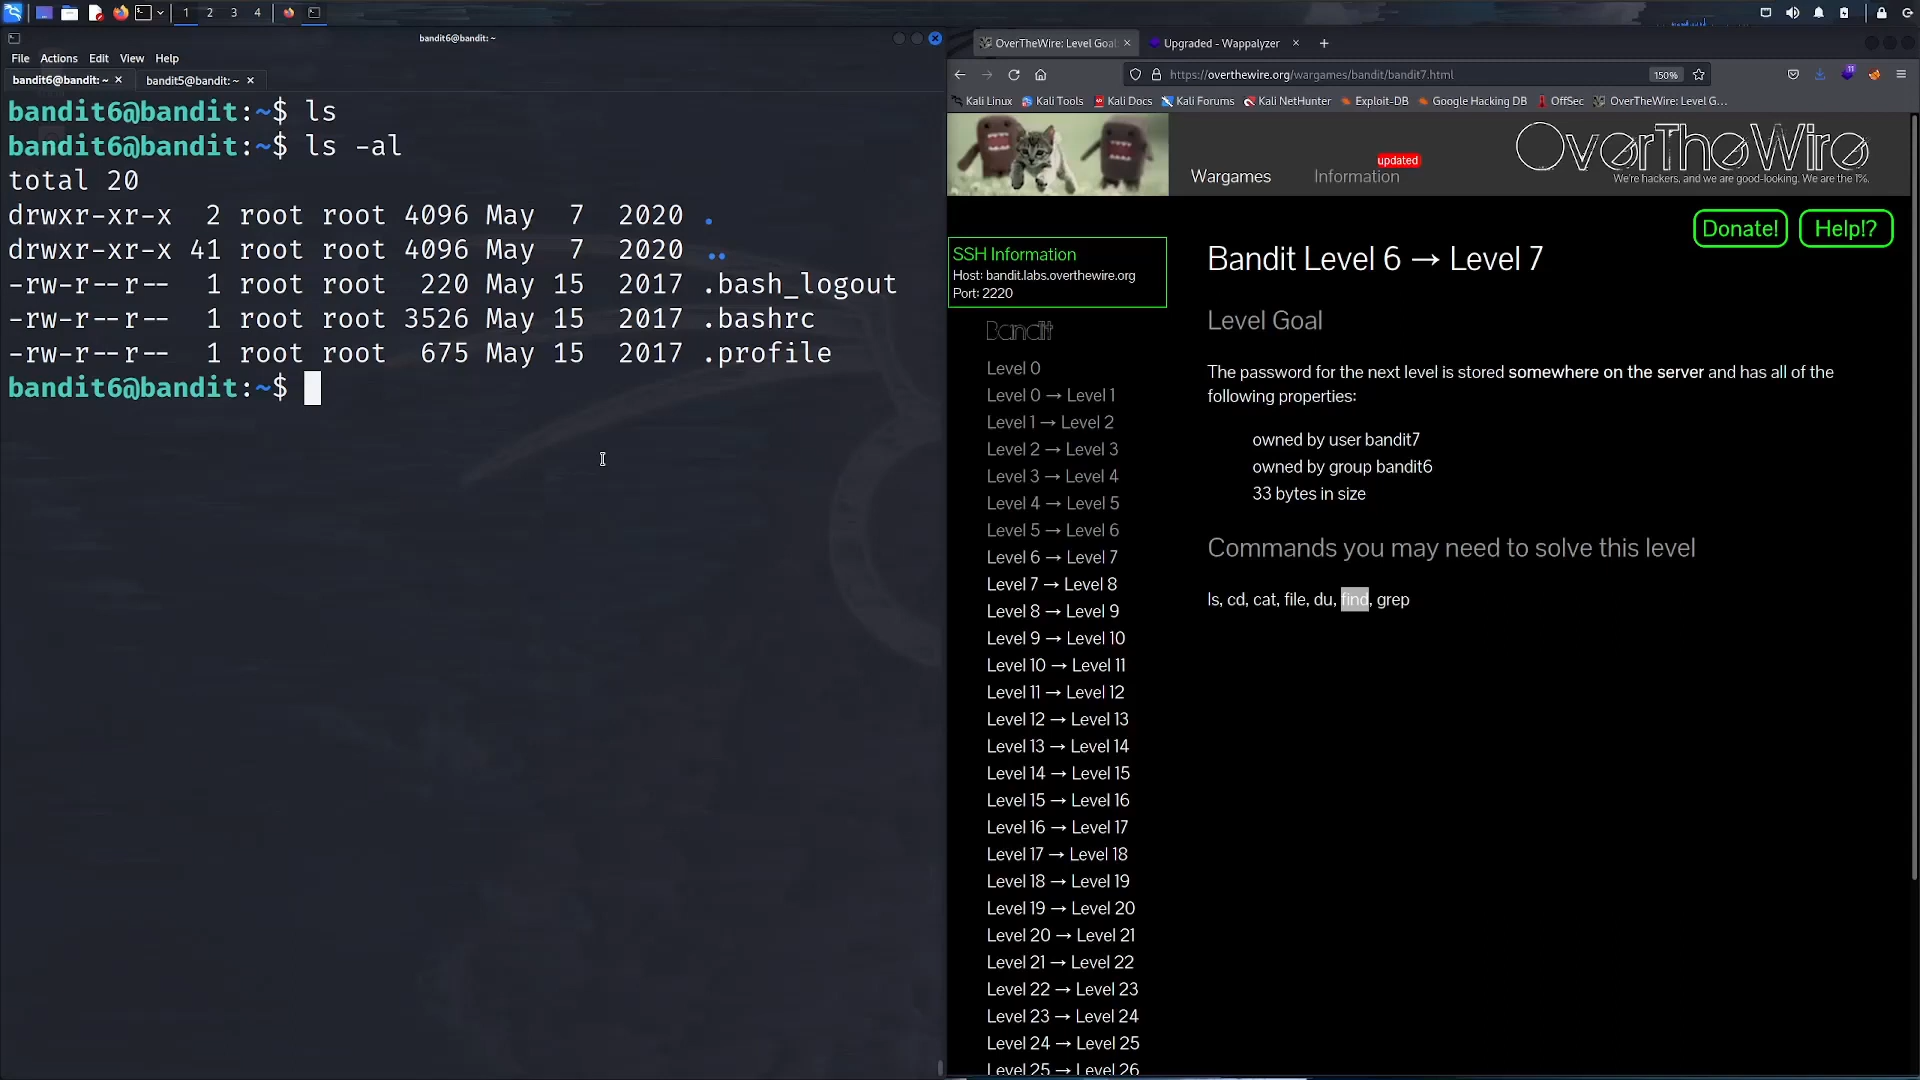 1 2 3 4
bandit6@bandit: ~
File Actions Edit View Help
bandit6@bandit: ~ × bandit5@bandit: ~ ×
bandit6@bandit:~$ ls
bandit6@bandit:~$ ls -al
total 20
drwxr-xr-x 2 root root 4096 May 7 2020 .
drwxr-xr-x 41 root root 4096 May 7 2020 ..
-rw-r--r-- 1 root root 220 May 15 2017 .bash_logout
-rw-r--r-- 1 root root 3526 May 15 2017 .bashrc
-rw-r--r-- 1 root root 675 May 15 2017 .profile
bandit6@bandit:~$
OverTheWire: Level Goal × Upgraded - Wappalyzer × +
https://overthewire.org/wargames/bandit/bandit7.html 150%
Kali Linux Kali Tools Kali Docs Kali Forums Kali NetHunter Exploit-DB Google Hacking DB OffSec OverTheWire: Level G...
Wargames Information updated
OverTheWire
We're hackers, and we are good-looking. We are the 1%.
Donate! Help!?
SSH Information
Host: bandit.labs.overthewire.org
Port: 2220
Bandit
Level 0
Level 0 → Level 1
Level 1 → Level 2
Level 2 → Level 3
Level 3 → Level 4
Level 4 → Level 5
Level 5 → Level 6
Level 6 → Level 7
Level 7 → Level 8
Level 8 → Level 9
Level 9 → Level 10
Level 10 → Level 11
Level 11 → Level 12
Level 12 → Level 13
Level 13 → Level 14
Level 14 → Level 15
Level 15 → Level 16
Level 16 → Level 17
Level 17 → Level 18
Level 18 → Level 19
Level 19 → Level 20
Level 20 → Level 21
Level 21 → Level 22
Level 22 → Level 23
Level 23 → Level 24
Level 24 → Level 25
Level 25 → Level 26
Bandit Level 6 → Level 7
Level Goal
The password for the next level is stored somewhere on the server and has all of the
following properties:
owned by user bandit7
owned by group bandit6
33 bytes in size
Commands you may need to solve this level
ls, cd, cat, file, du, find, grep